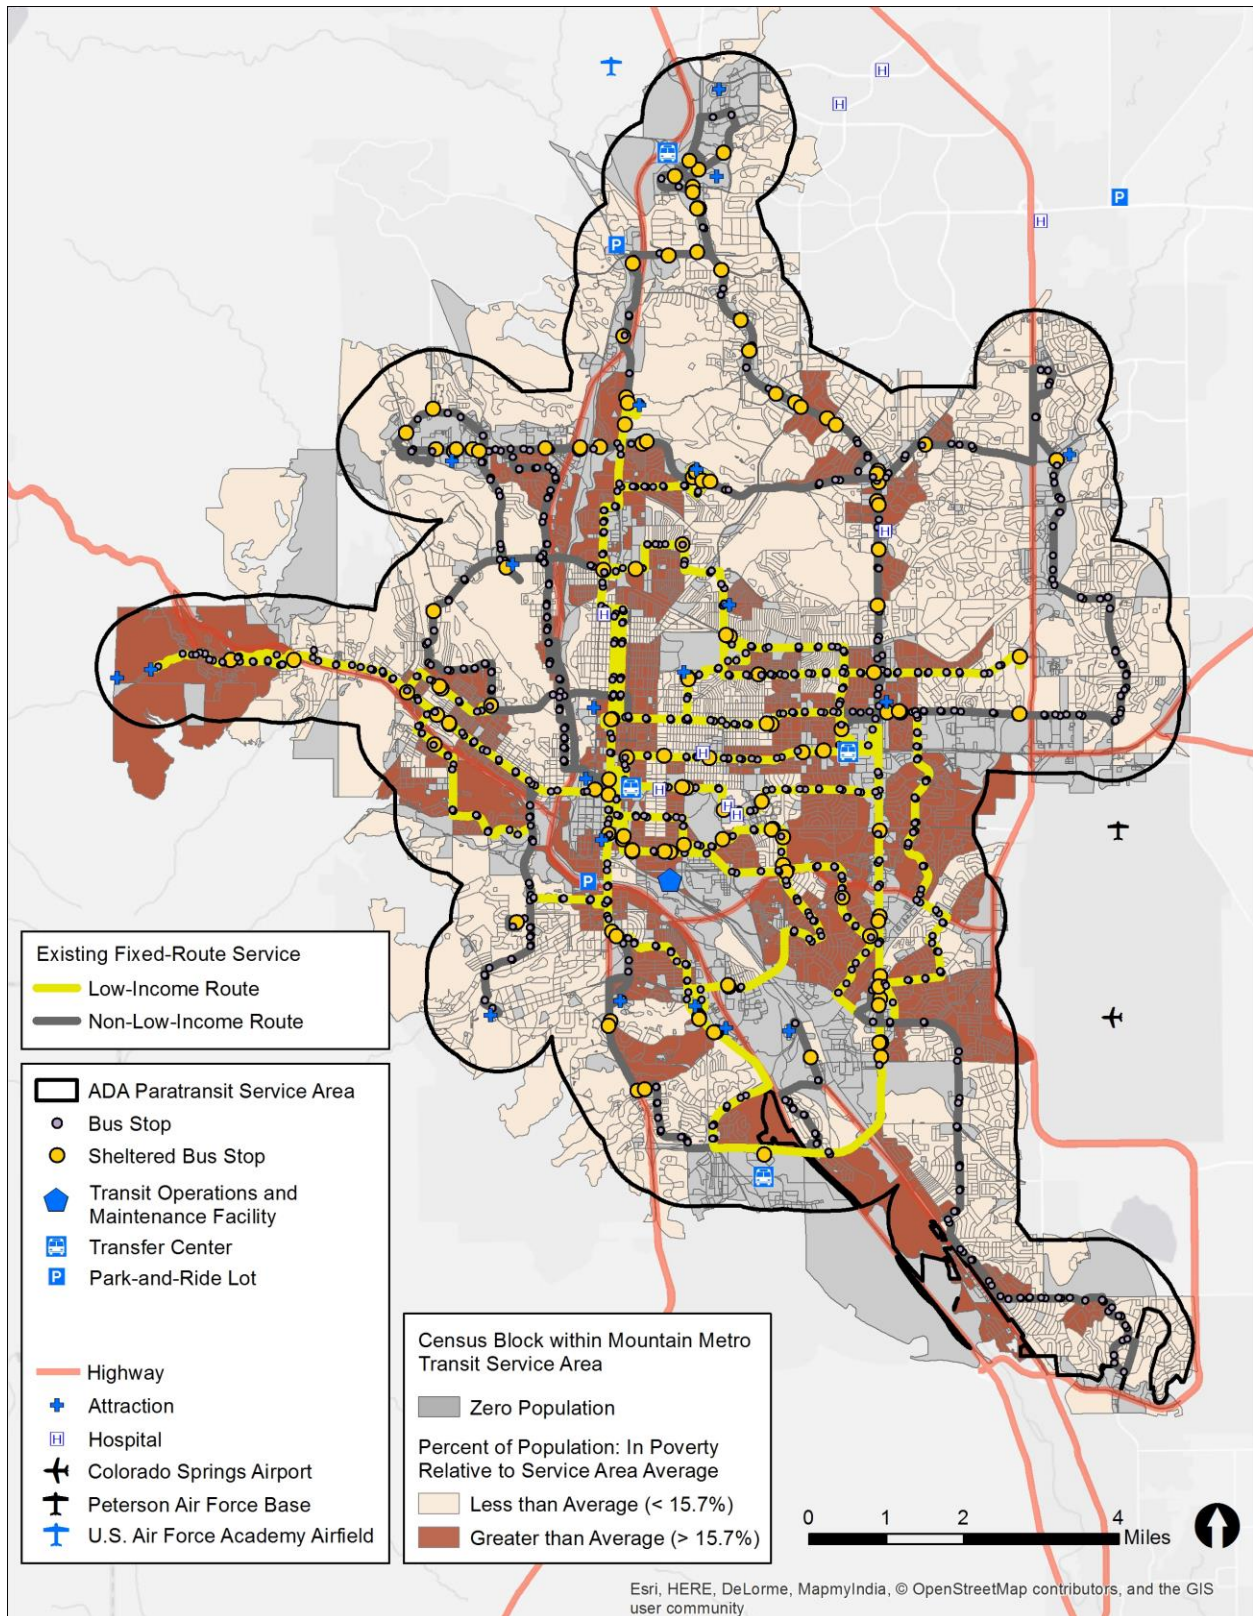 H
H
P
H
P
H
H
H
H
H
H
P
Existing Fixed-Route Service
Low-Income Route
Non-Low-Income Route
ADA Paratransit Service Area
Bus Stop
Sheltered Bus Stop
Transit Operations and
Maintenance Facility
Transfer Center
P Park-and-Ride Lot
Highway
Attraction
H Hospital
Colorado Springs Airport
Peterson Air Force Base
U.S. Air Force Academy Airfield
Census Block within Mountain Metro
Transit Service Area
Zero Population
Percent of Population: In Poverty
Relative to Service Area Average
Less than Average (< 15.7%)
Greater than Average (> 15.7%)
0 1 2 4
Miles
Esri, HERE, DeLorme, MapmyIndia, © OpenStreetMap contributors, and the GIS
user community